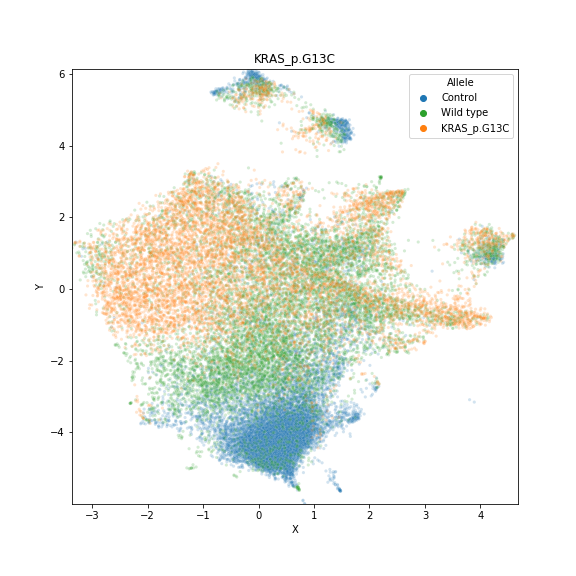 KRAS_p.G13C
Allele
Control
Wild type
KRAS_p.G13C
6
4
2
0
−2
−4
Y
−3
−2
−1
0
1
2
3
4
X